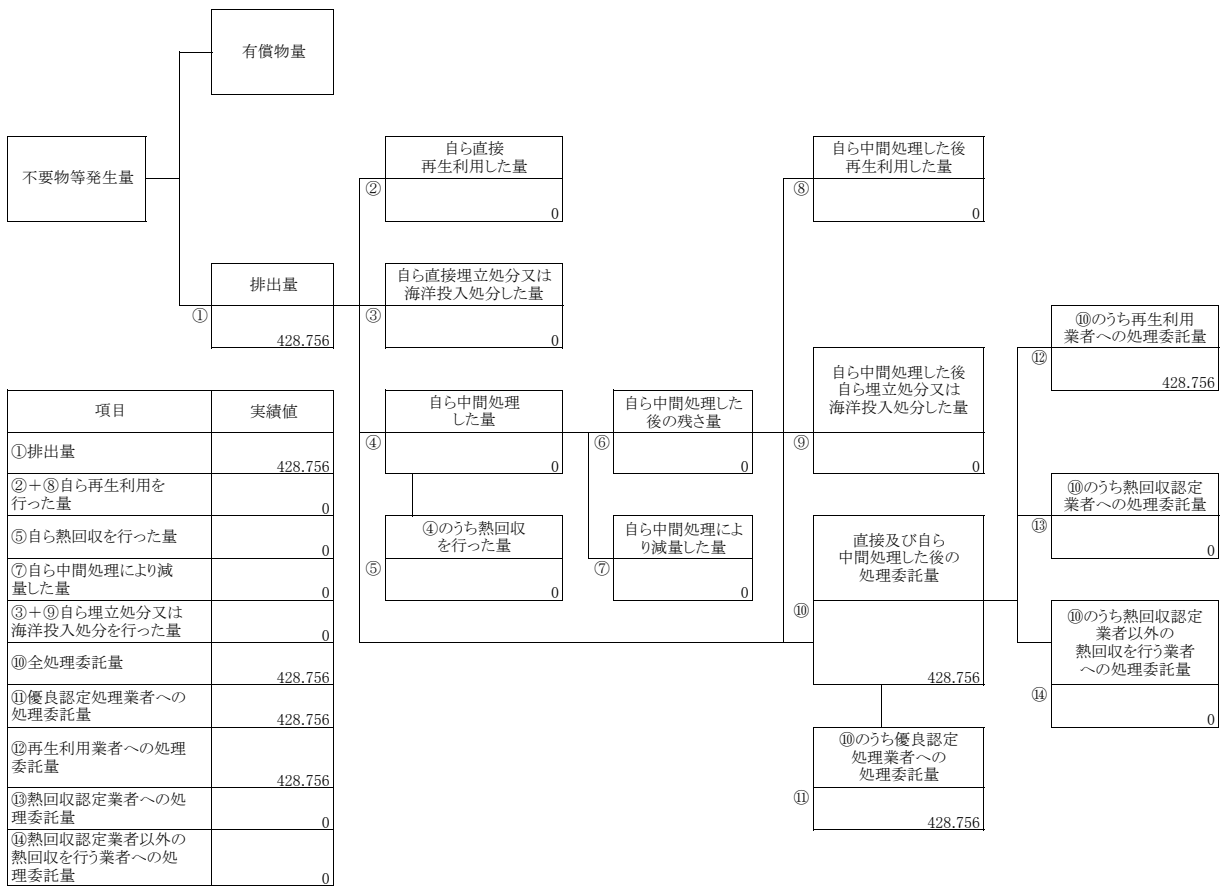 有償物量
不要物等発生量
自ら直接
再生利用した量
②
0
自ら中間処理した後
再生利用した量
⑧
0
排出量
①
428.756
自ら直接埋立処分又は
海洋投入処分した量
③
0
⑩のうち再生利用
業者への処理委託量
⑫
428.756
自ら中間処理
した量
④
0
自ら中間処理した
後の残さ量
⑥
0
自ら中間処理した後
自ら埋立処分又は
海洋投入処分した量
⑨
0
④のうち熱回収
を行った量
⑤
0
自ら中間処理によ
り減量した量
⑦
0
直接及び自ら
中間処理した後の
処理委託量
⑩
428.756
⑩のうち熱回収認定
業者への処理委託量
⑬
0
⑩のうち熱回収認定
業者以外の
熱回収を行う業者
への処理委託量
⑭
0
⑩のうち優良認定
処理業者への
処理委託量
⑪
428.756
項目 実績値
①排出量
428.756
②+⑧自ら再生利用を
行った量
0
⑤自ら熱回収を行った量
0
⑦自ら中間処理により減
量した量
0
③+⑨自ら埋立処分又は
海洋投入処分を行った量
0
⑩全処理委託量
428.756
⑪優良認定処理業者への
処理委託量
428.756
⑫再生利用業者への処理
委託量
428.756
⑬熱回収認定業者への処
理委託量
0
⑭熱回収認定業者以外の
熱回収を行う業者への処
理委託量
0